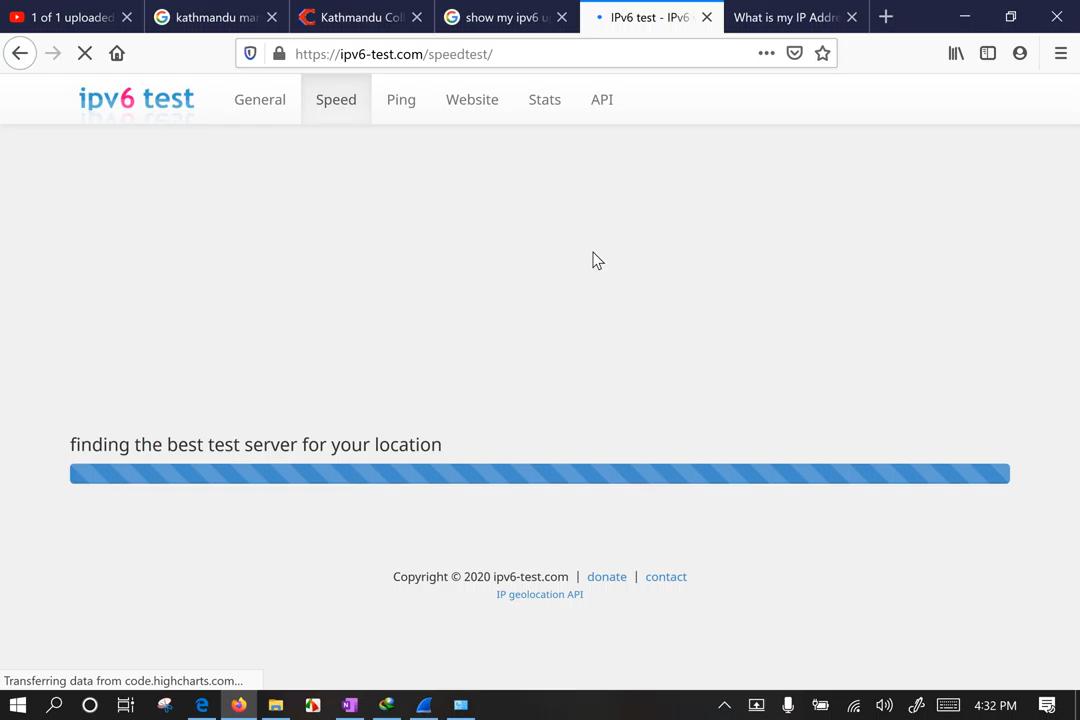 1 of 1 uploaded
kathmandu mar
Kathmandu Coll
show my ipv6 u
IPv6 test - IPv6
What is my IP Addre
https://ipv6-test.com/speedtest/
ipv6 test
General
Speed
Ping
Website
Stats
API
finding the best test server for your location
Copyright © 2020 ipv6-test.com | donate | contact
IP geolocation API
Transferring data from code.highcharts.com...
4:32 PM